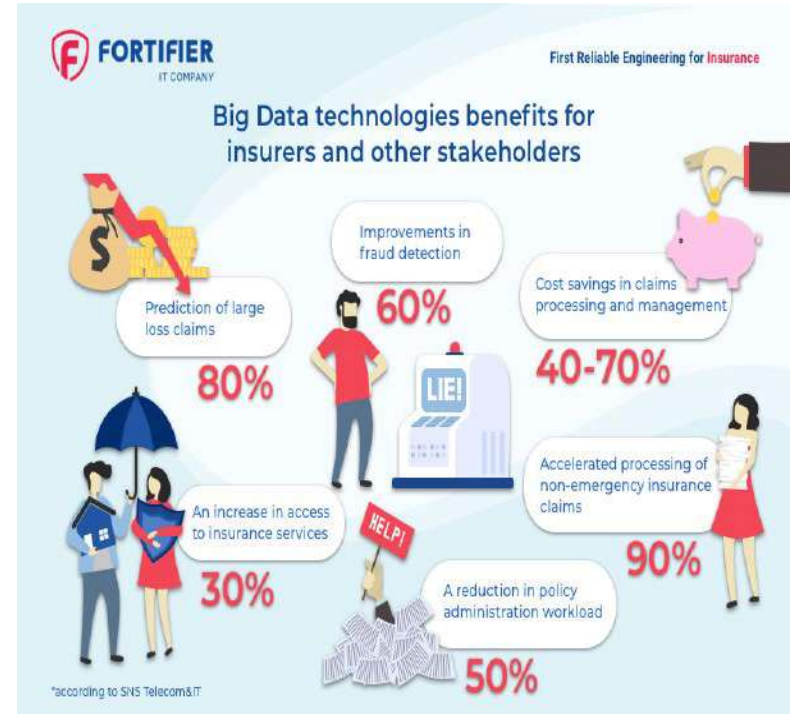 FORTIFIER
IT COMPANY
First Reliable Engineering for Insurance
Big Data technologies benefits for
insurers and other stakeholders
Improvements in
fraud detection
60%
Cost savings in claims
processing and management
40-70%
Prediction of large
loss claims
80%
$
LIE!
Accelerated processing of
non-emergency insurance
claims
90%
An increase in access
to insurance services
30%
HELP!
A reduction in policy
administration workload
50%
*according to SNS Telecom&IT